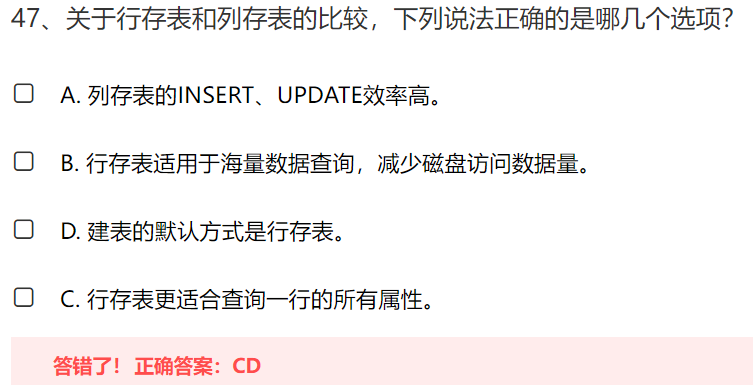 47、关于行存表和列存表的比较，下列说法正确的是哪几个选项？
A. 列存表的INSERT、UPDATE效率高。
B. 行存表适用于海量数据查询，减少磁盘访问数据量。
D. 建表的默认方式是行存表。
C. 行存表更适合查询一行的所有属性。
答错了！正确答案：CD